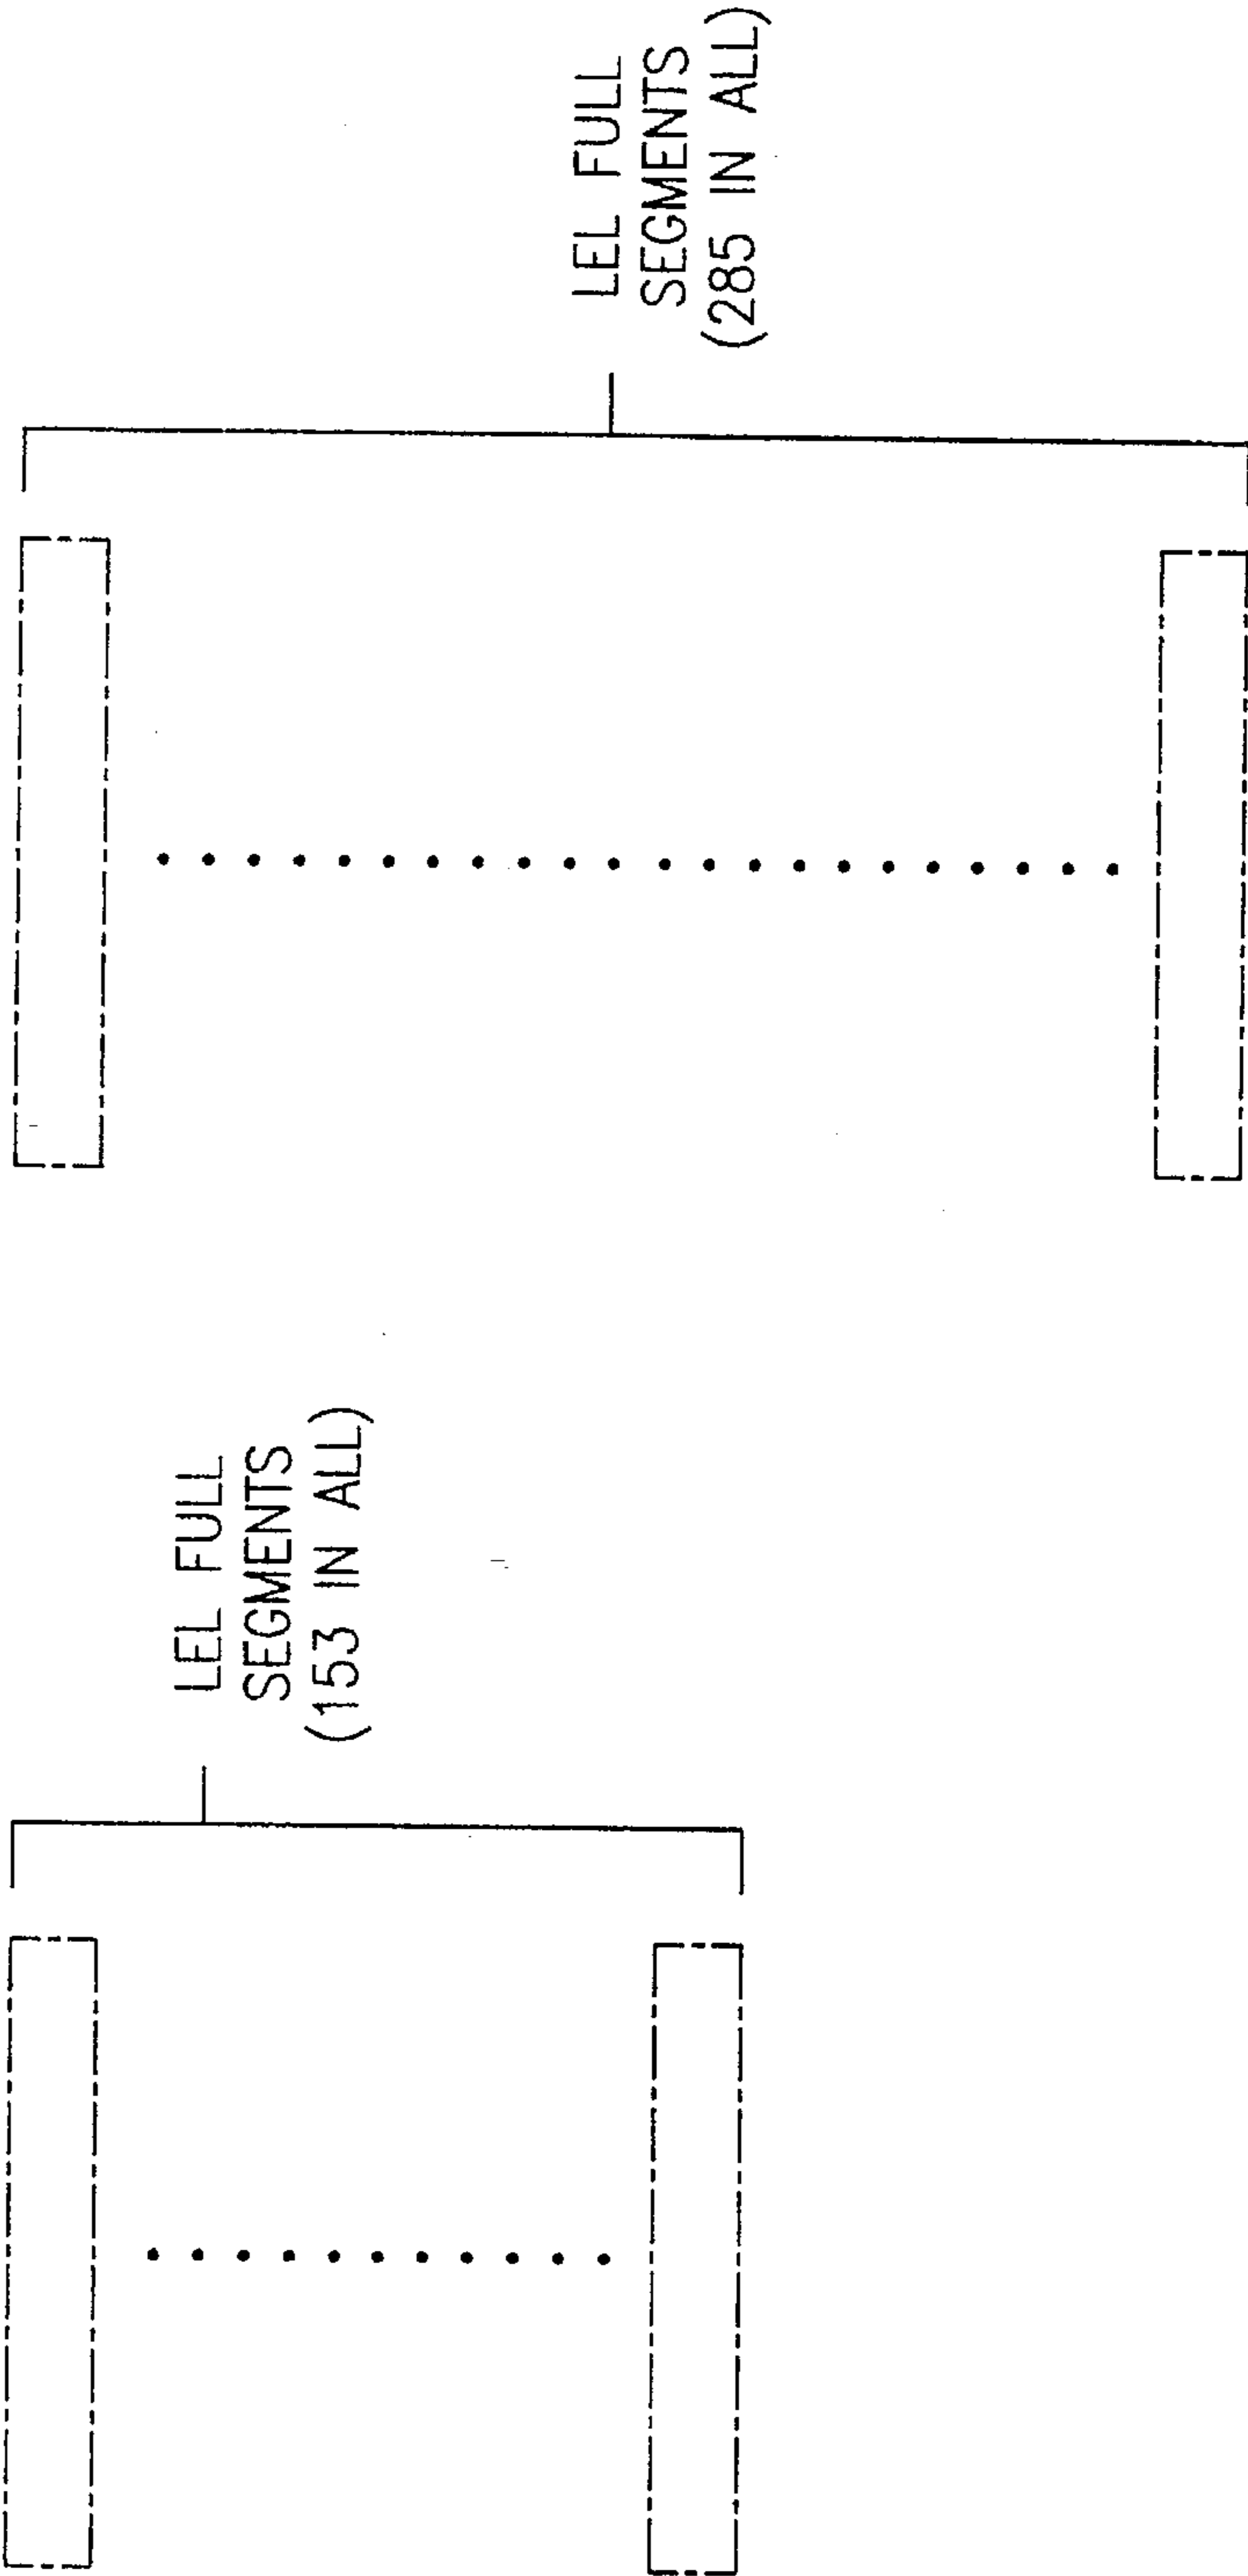 LEL FULL
SEGMENTS
(153 IN ALL)
LEL FULL
SEGMENTS
(285 IN ALL)